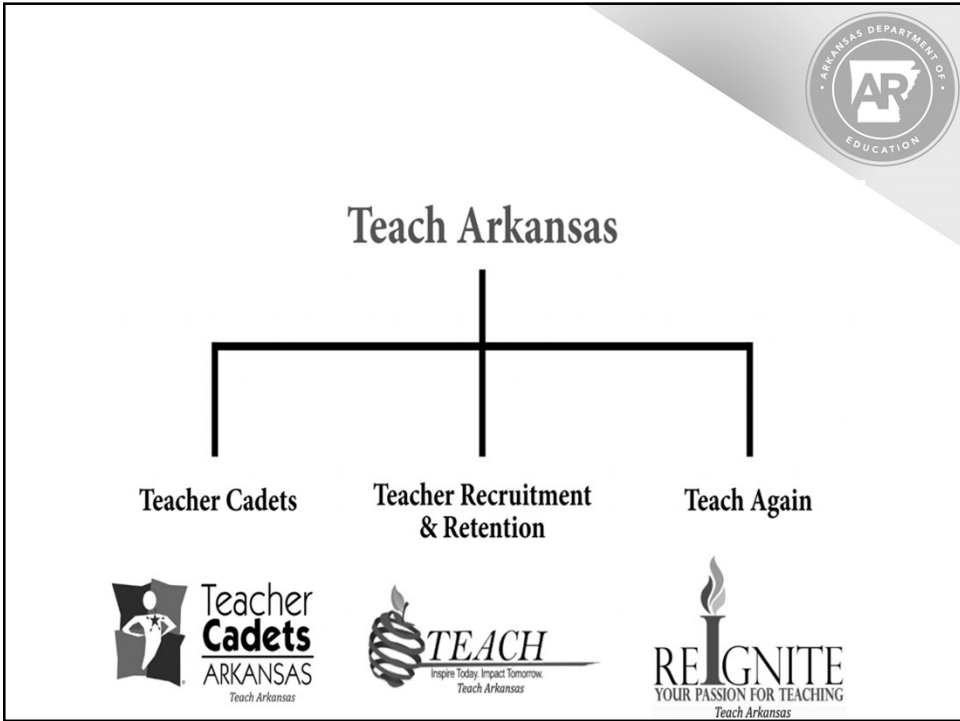 ARKANSAS DEPARTMENT OF
AR
EDUCATION
Teach Arkansas
Teacher Cadets
Teacher Recruitment
& Retention
Teach Again
Teacher
Cadets
ARKANSAS
Teach Arkansas
TEACH
Inspire Today. Impact Tomorrow.
Teach Arkansas
REIGNITE
YOUR PASSION FOR TEACHING
Teach Arkansas